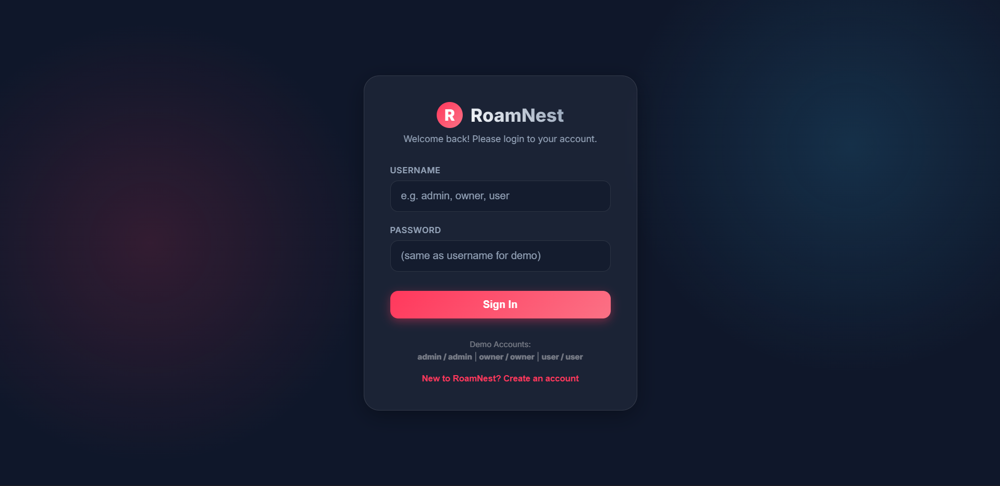 R RoamNest
Welcome back! Please login to your account.
USERNAME
e.g. admin, owner, user
PASSWORD
(same as username for demo)
Sign In
Demo Accounts:
admin / admin | owner / owner | user / user
New to RoamNest? Create an account